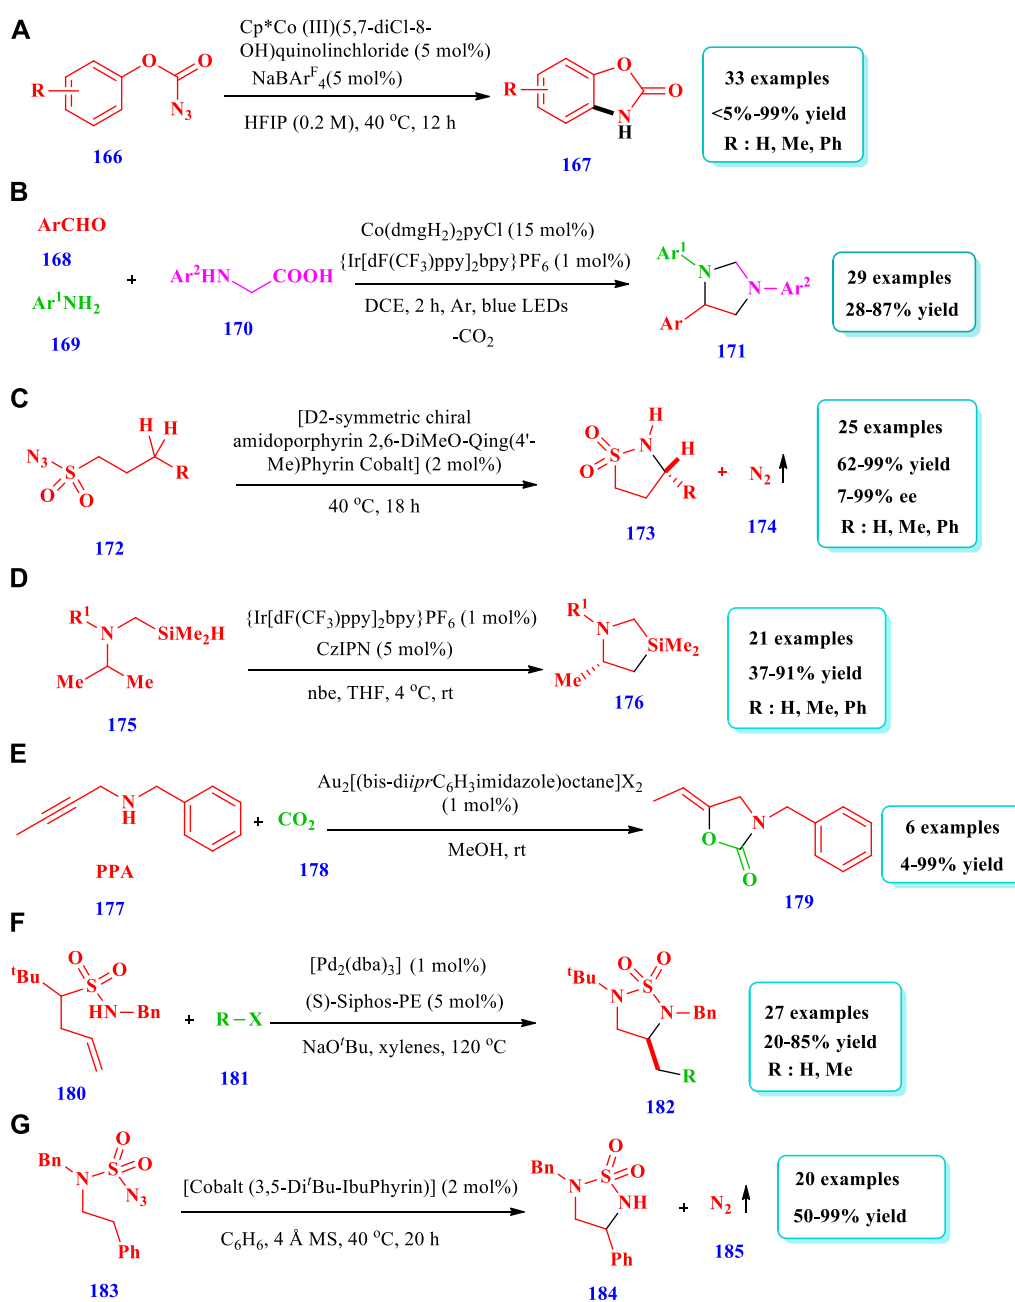 A
Cp*Co (III)(5,7-diCl-8-
OH)quinolinchloride (5 mol%)
NaBArF4(5 mol%)
HFIP (0.2 M), 40 oC, 12 h
R
O
O
N3
166
R
O
O
N
H
167
33 examples
<5%-99% yield
R : H, Me, Ph
B
ArCHO
168
+
Ar1NH2
169
Ar2HN
COOH
170
Co(dmgH2)2pyCl (15 mol%)
{Ir[dF(CF3)ppy]2bpy}PF6 (1 mol%)
DCE, 2 h, Ar, blue LEDs
-CO2
Ar1
N
N
Ar2
Ar
171
29 examples
28-87% yield
C
H
H
N3
S
R
O
O
172
[D2-symmetric chiral
amidoporphyrin 2,6-DiMeO-Qing(4'-
Me)Phyrin Cobalt] (2 mol%)
40 oC, 18 h
H
O
N
H
S
O
R
173
+
N2
174
25 examples
62-99% yield
7-99% ee
R : H, Me, Ph
D
R1
N
SiMe2H
Me
Me
175
{Ir[dF(CF3)ppy]2bpy}PF6 (1 mol%)
CzIPN (5 mol%)
nbe, THF, 4 oC, rt
R1
N
SiMe2
Me
176
21 examples
37-91% yield
R : H, Me, Ph
E
N
H
PPA
177
+
CO2
178
Au2[(bis-diiprC6H3imidazole)octane]X2
(1 mol%)
MeOH, rt
N
O
O
179
6 examples
4-99% yield
F
O
O
tBu
S
HN
Bn
180
+
R
X
181
[Pd2(dba)3] (1 mol%)
(S)-Siphos-PE (5 mol%)
NaOtBu, xylenes, 120 oC
O
O
tBu
S
N
N
Bn
R
182
27 examples
20-85% yield
R : H, Me
G
O
Bn
S
O
N
N3
Ph
183
[Cobalt (3,5-DitBu-IbuPhyrin)] (2 mol%)
C6H6, 4 Å MS, 40 oC, 20 h
O
Bn
S
O
N
NH
Ph
184
+
N2
185
20 examples
50-99% yield